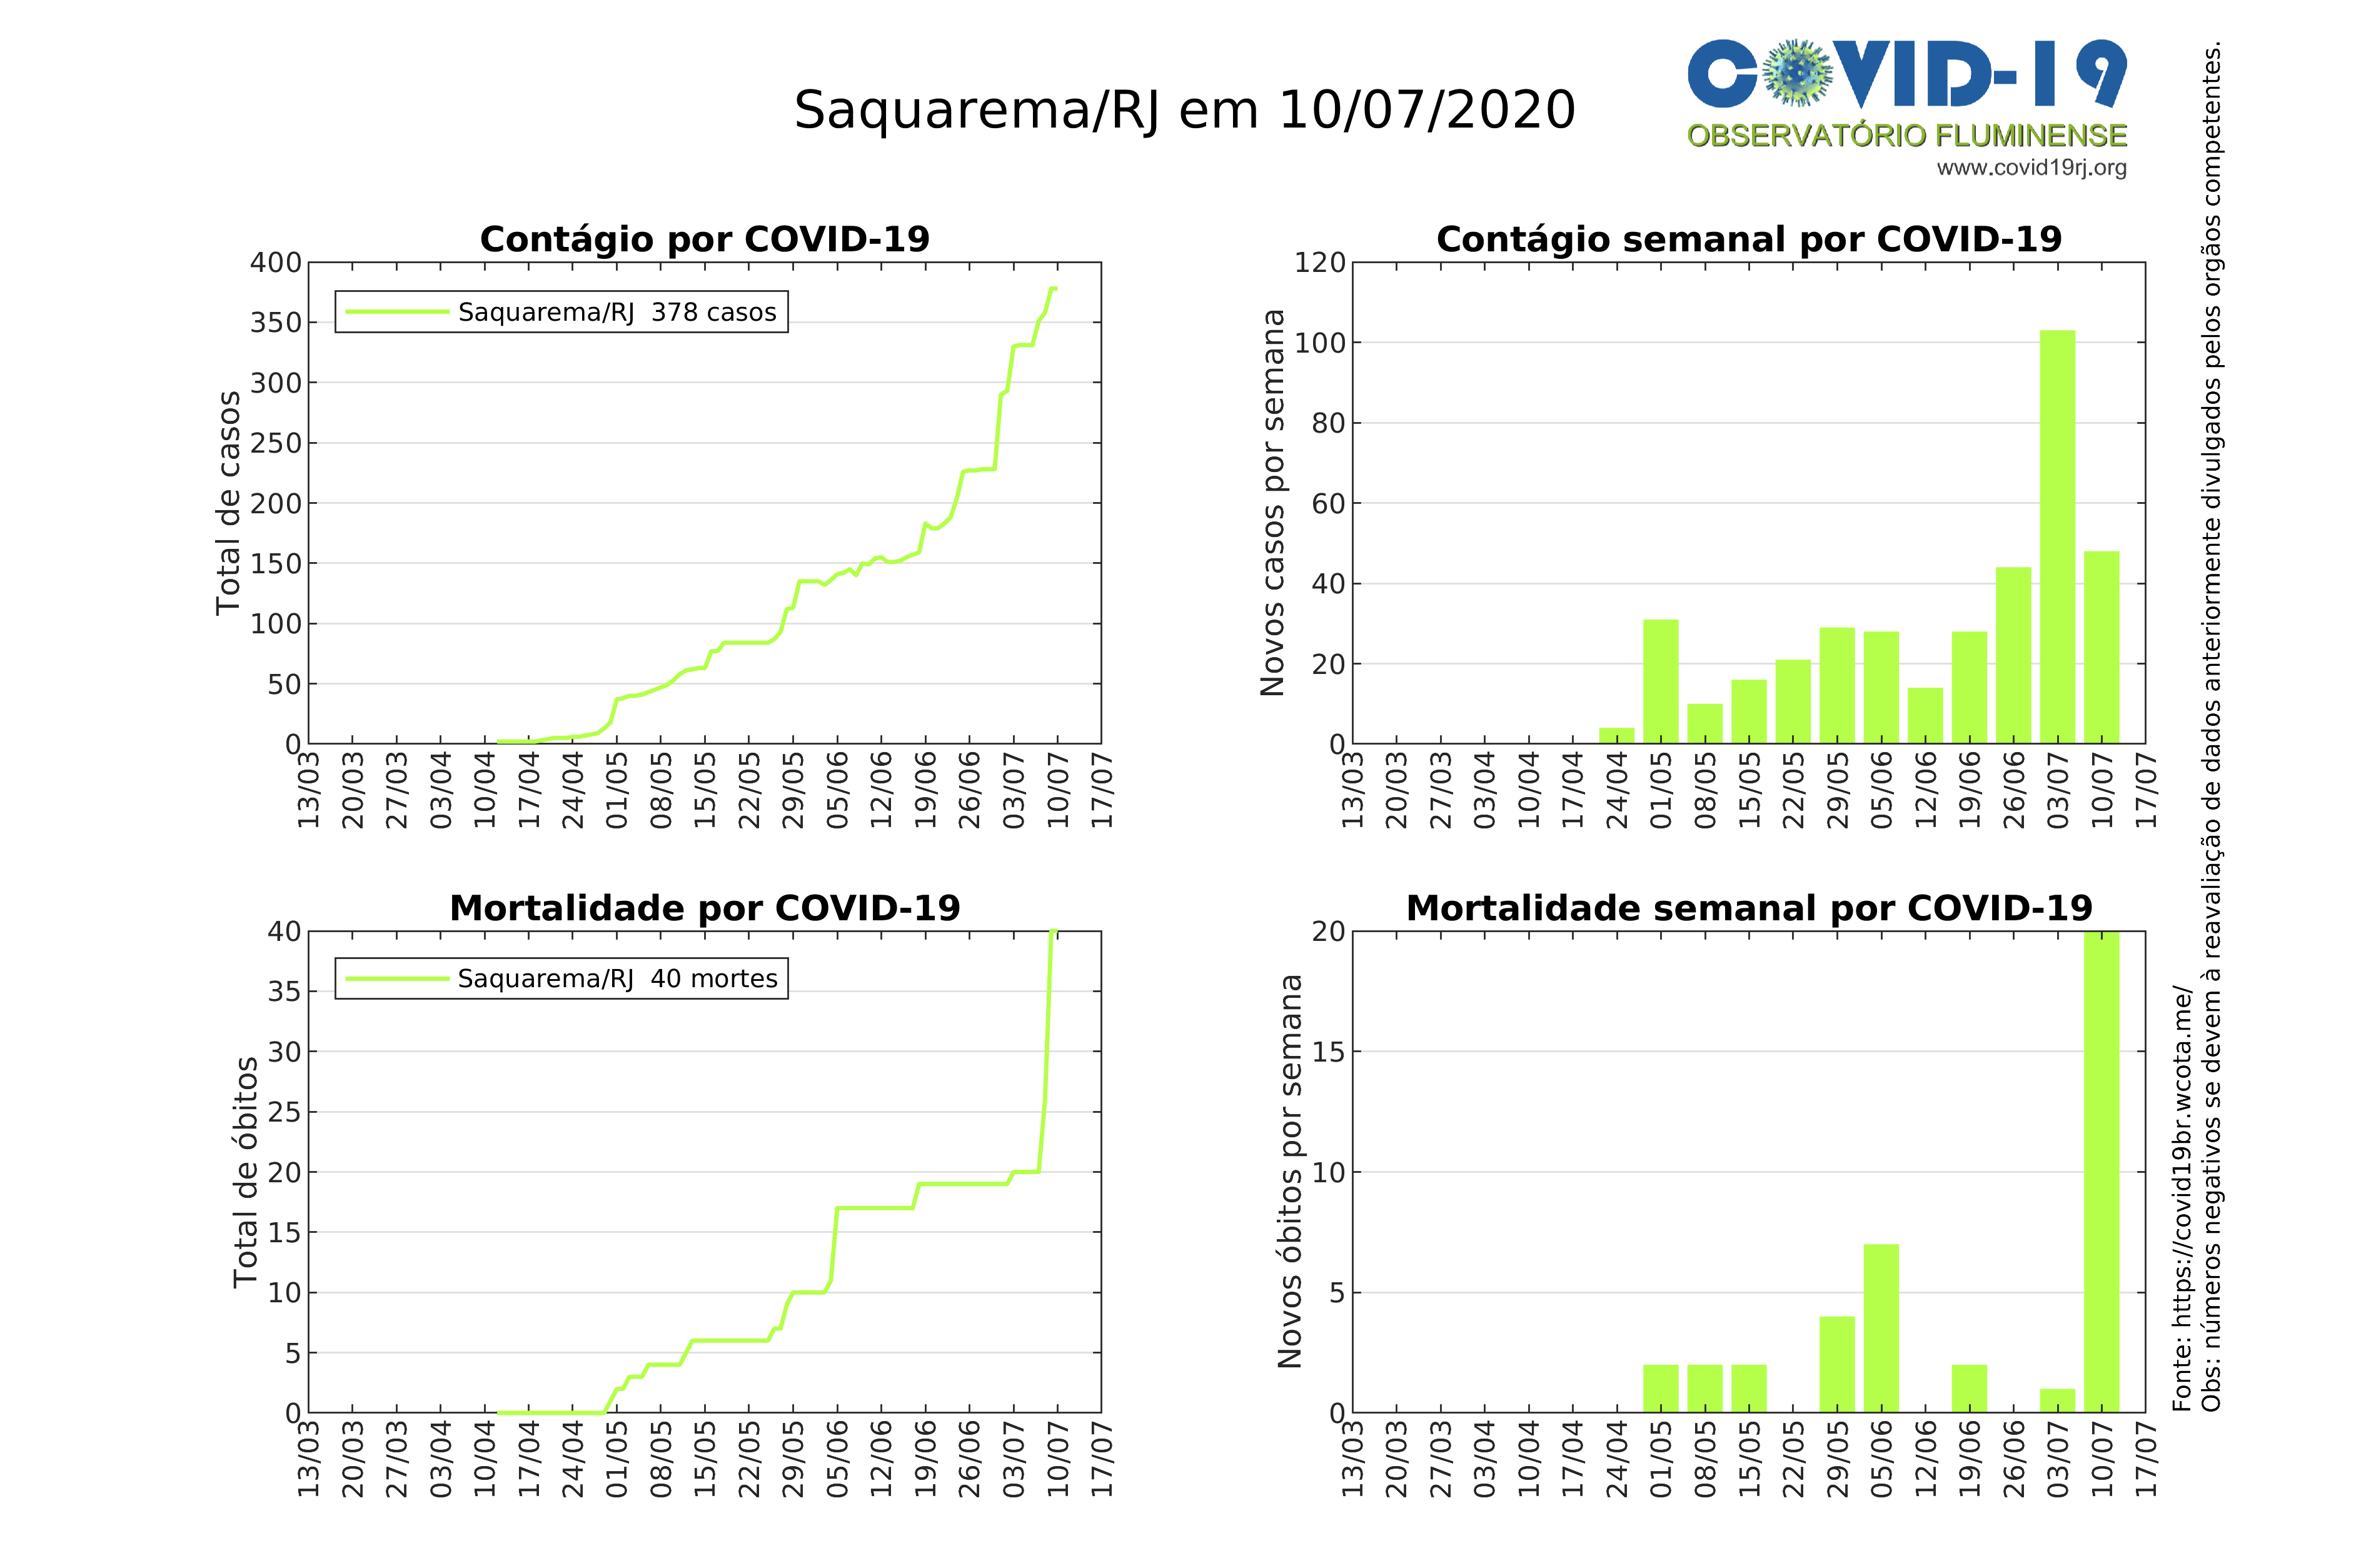 Saquarema/RJ em 10/07/2020
COVID-19
OBSERVATÓRIO FLUMINENSE
www.covid19rj.org
Contágio por COVID-19
Total de casos
400
350
300
250
200
150
100
50
0
Saquarema/RJ 378 casos
13/03 20/03 27/03 03/04 10/04 17/04 24/04 01/05 08/05 15/05 22/05 29/05 05/06 12/06 19/06 26/06 03/07 10/07 17/07
Contágio semanal por COVID-19
Novos casos por semana
120
100
80
60
40
20
0
13/03 20/03 27/03 03/04 10/04 17/04 24/04 01/05 08/05 15/05 22/05 29/05 05/06 12/06 19/06 26/06 03/07 10/07 17/07
Mortalidade por COVID-19
Total de óbitos
40
35
30
25
20
15
10
5
0
Saquarema/RJ 40 mortes
13/03 20/03 27/03 03/04 10/04 17/04 24/04 01/05 08/05 15/05 22/05 29/05 05/06 12/06 19/06 26/06 03/07 10/07 17/07
Mortalidade semanal por COVID-19
Novos óbitos por semana
20
15
10
5
0
13/03 20/03 27/03 03/04 10/04 17/04 24/04 01/05 08/05 15/05 22/05 29/05 05/06 12/06 19/06 26/06 03/07 10/07 17/07
Fonte: https://covid19br.wcota.me/
Obs: números negativos se devem à reavaliação de dados anteriormente divulgados pelos orgãos competentes.